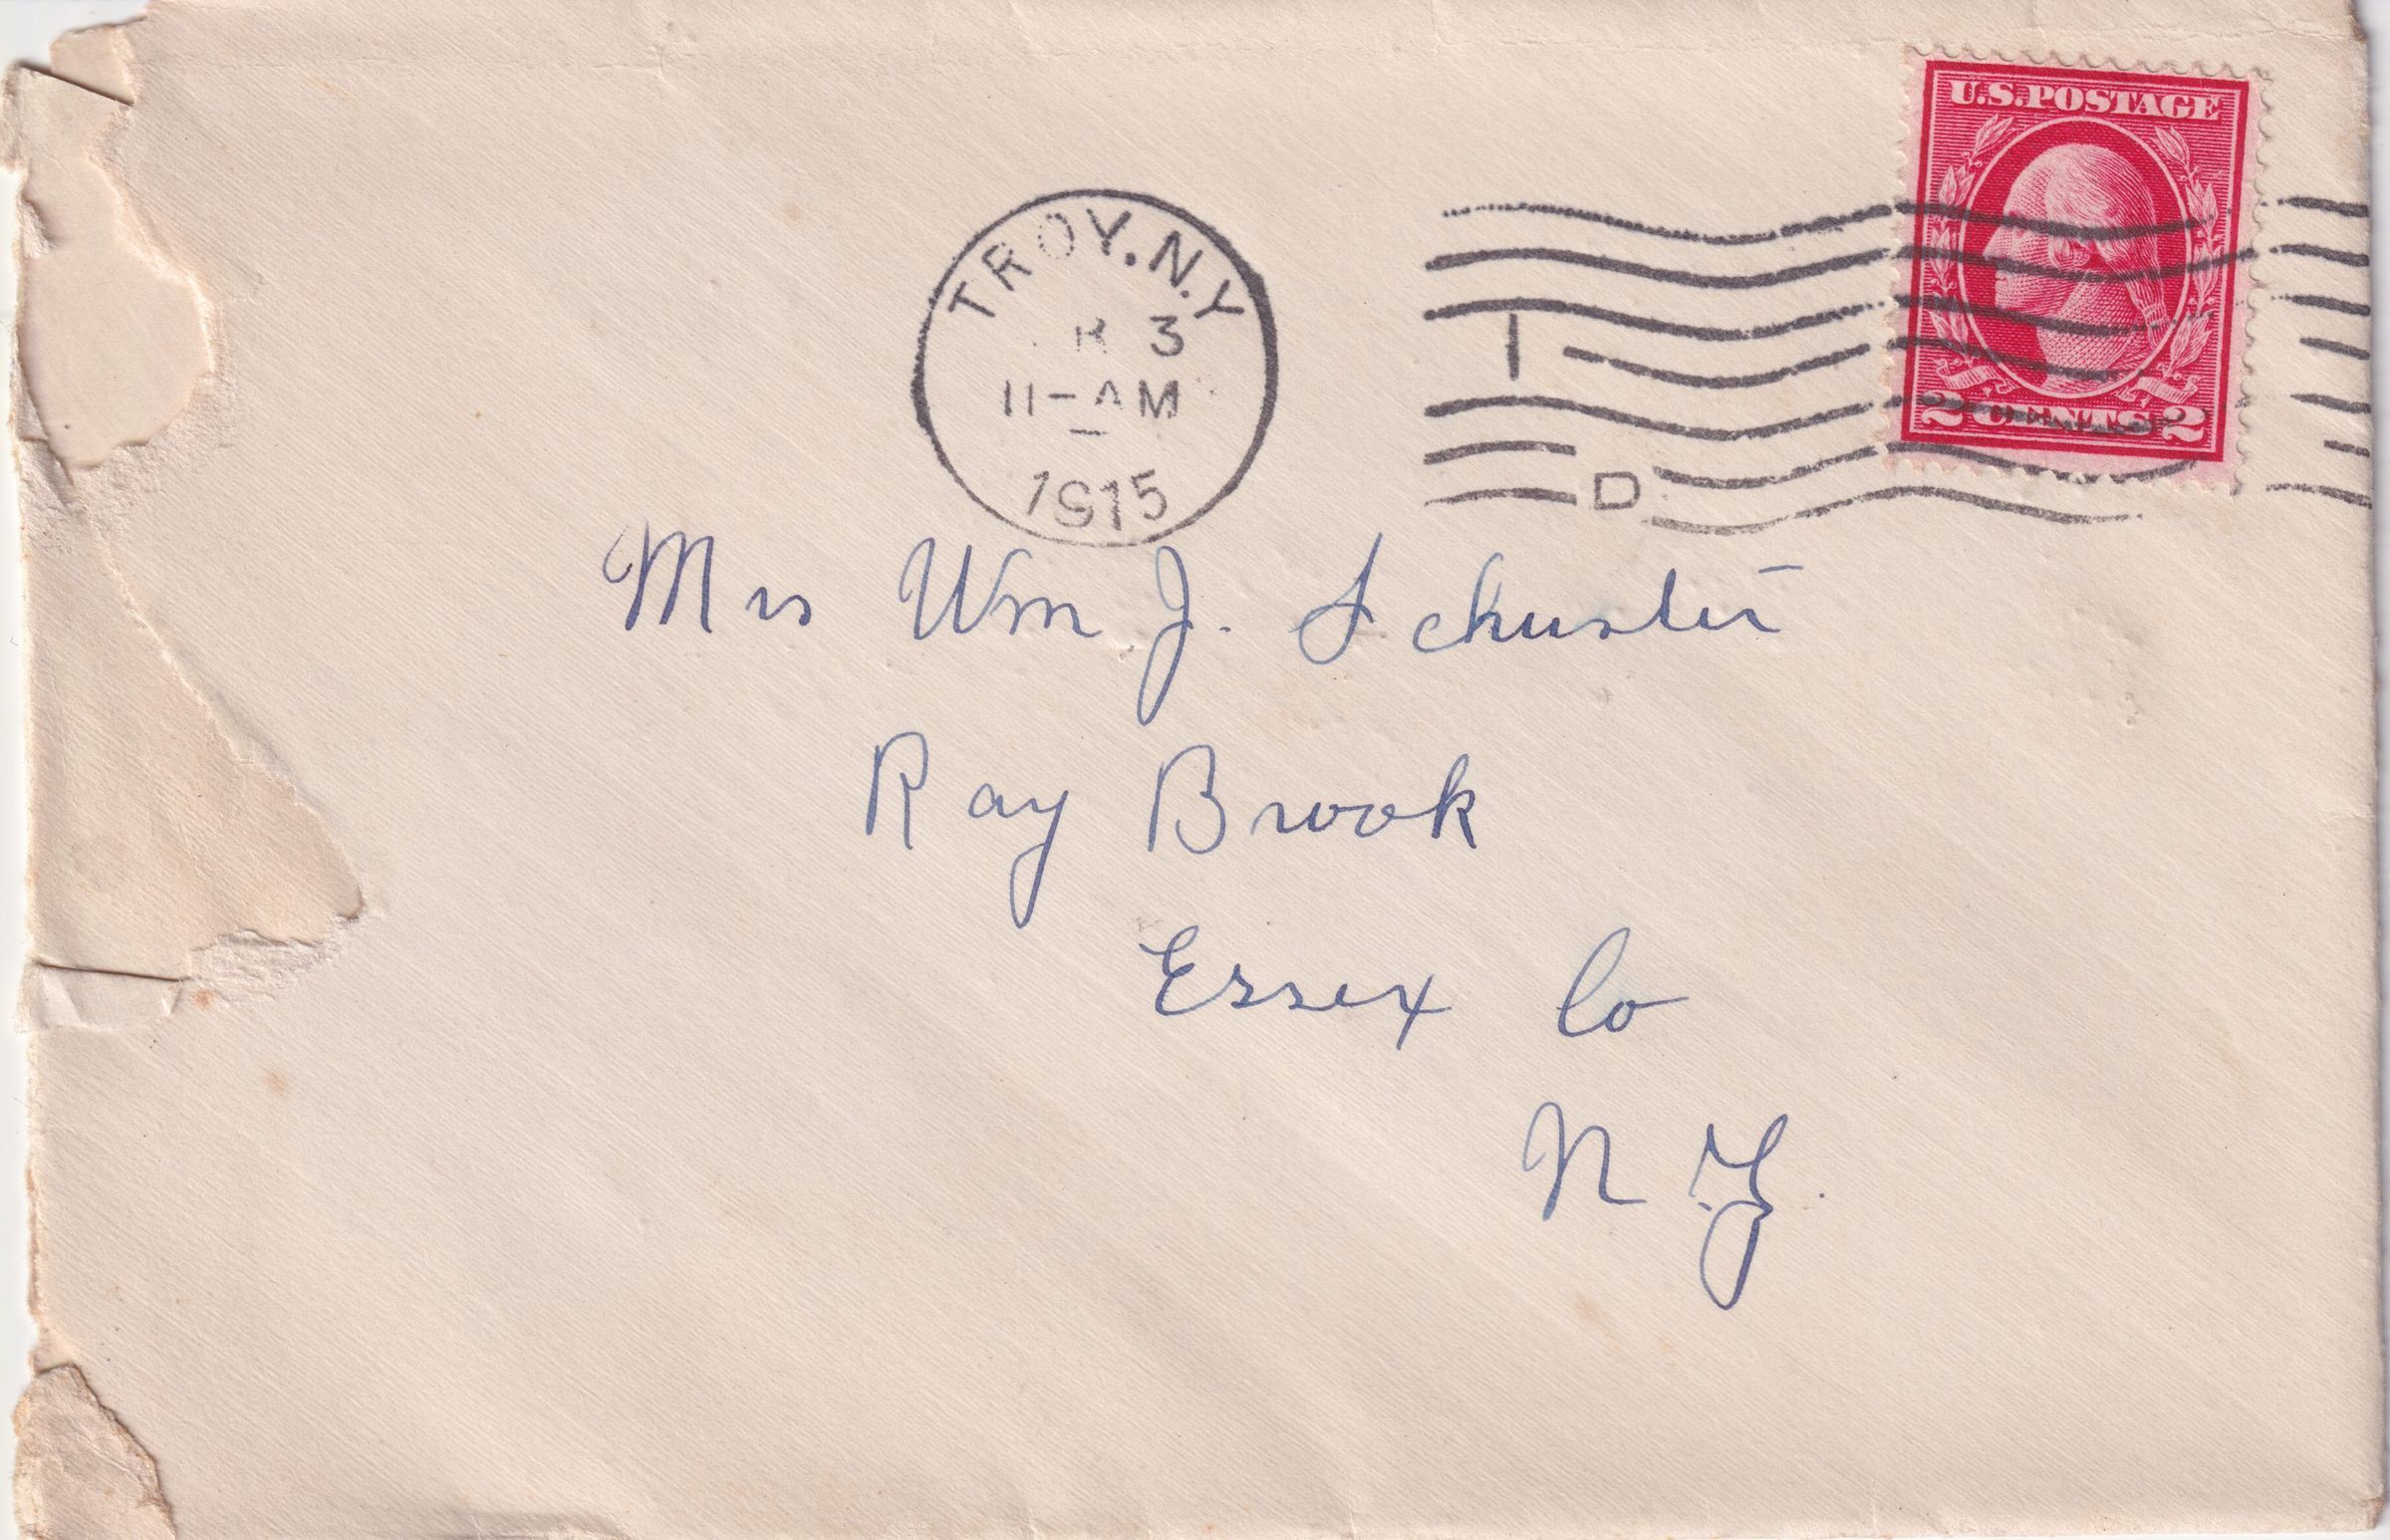 U.S. POSTAGE
2 CENTS 2
TROY, N.Y.
R 3
11-AM
1915
1
D
Mrs Wm J. Schuster
Ray Brook
Essex Co
N Y.